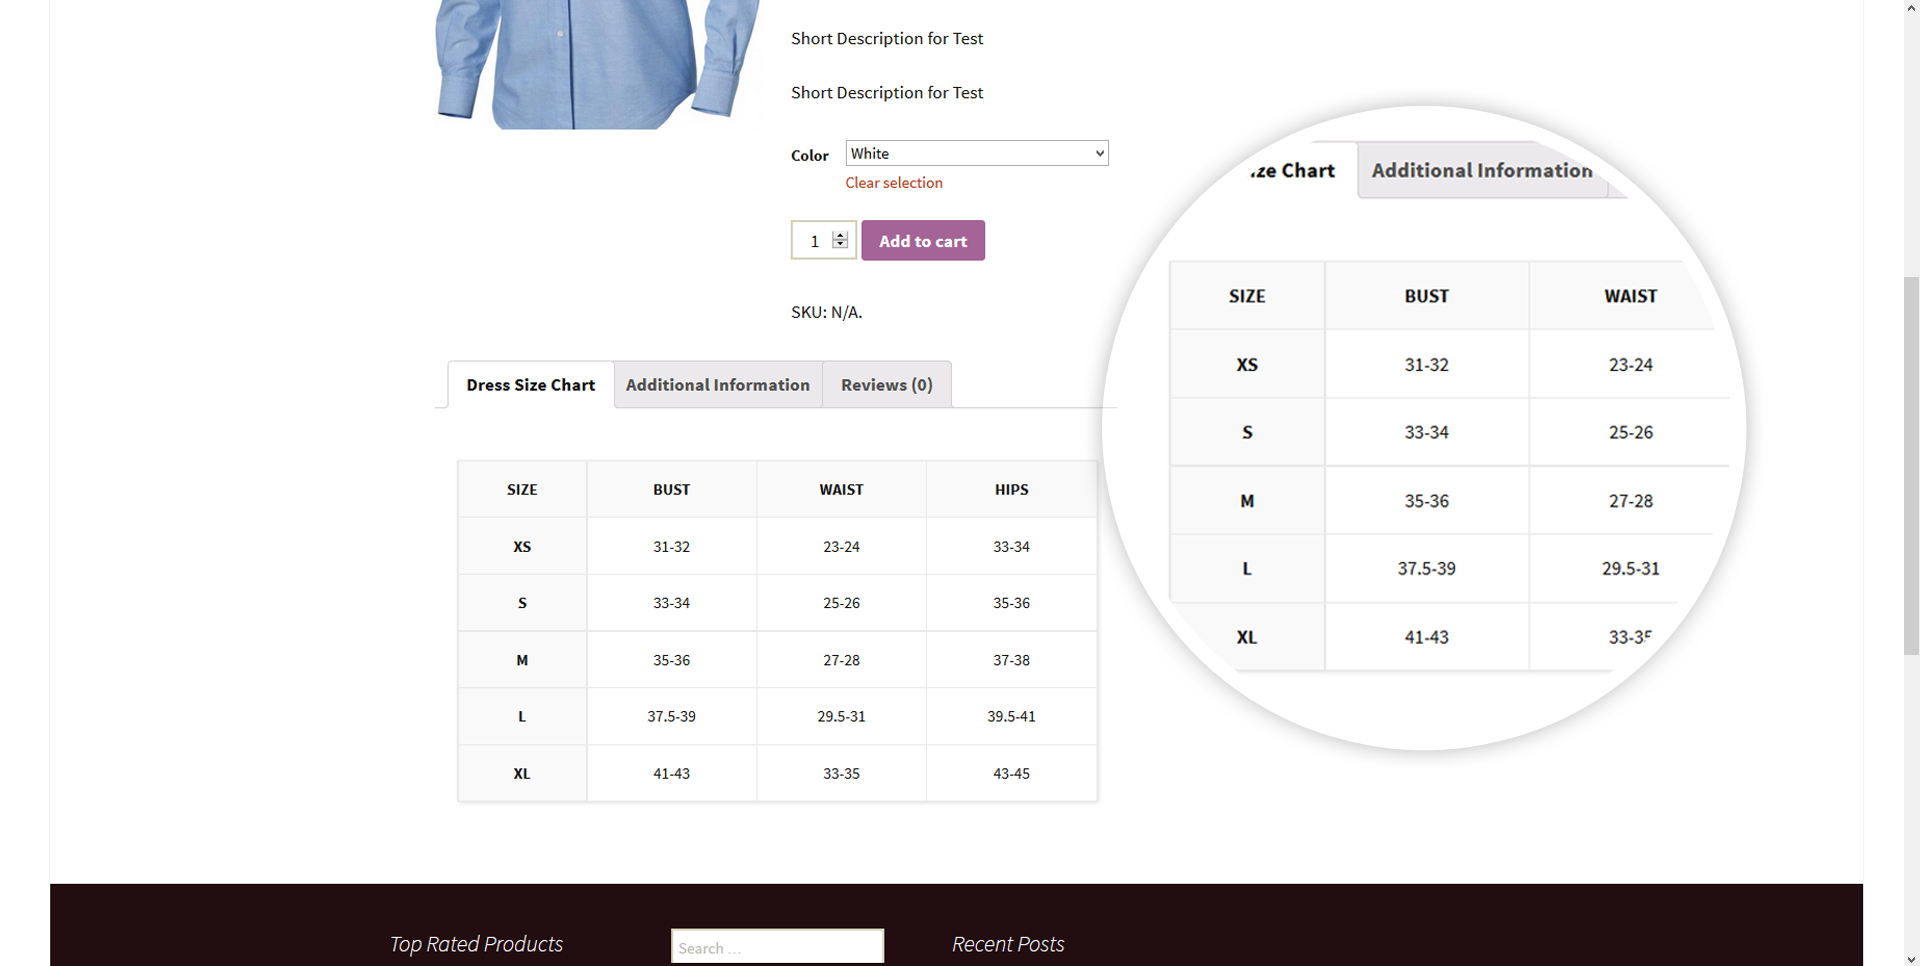 Short Description for Test
Short Description for Test
Color White
Clear selection
1 Add to cart
SKU: N/A.
Dress Size Chart Additional Information Reviews (0)
SIZE BUST WAIST HIPS
XS 31-32 23-24 33-34
S 33-34 25-26 35-36
M 35-36 27-28 37-38
L 37.5-39 29.5-31 39.5-41
XL 41-43 33-35 43-45
ize Chart Additional Information
SIZE BUST WAIST
XS 31-32 23-24
S 33-34 25-26
M 35-36 27-28
L 37.5-39 29.5-31
XL 41-43 33-35
Top Rated Products Search ... Recent Posts